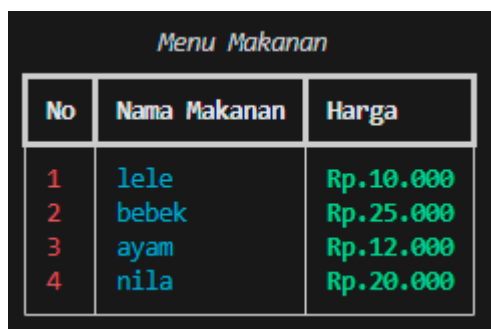 Menu Makanan
No Nama Makanan Harga
1 lele Rp.10.000
2 bebek Rp.25.000
3 ayam Rp.12.000
4 nila Rp.20.000